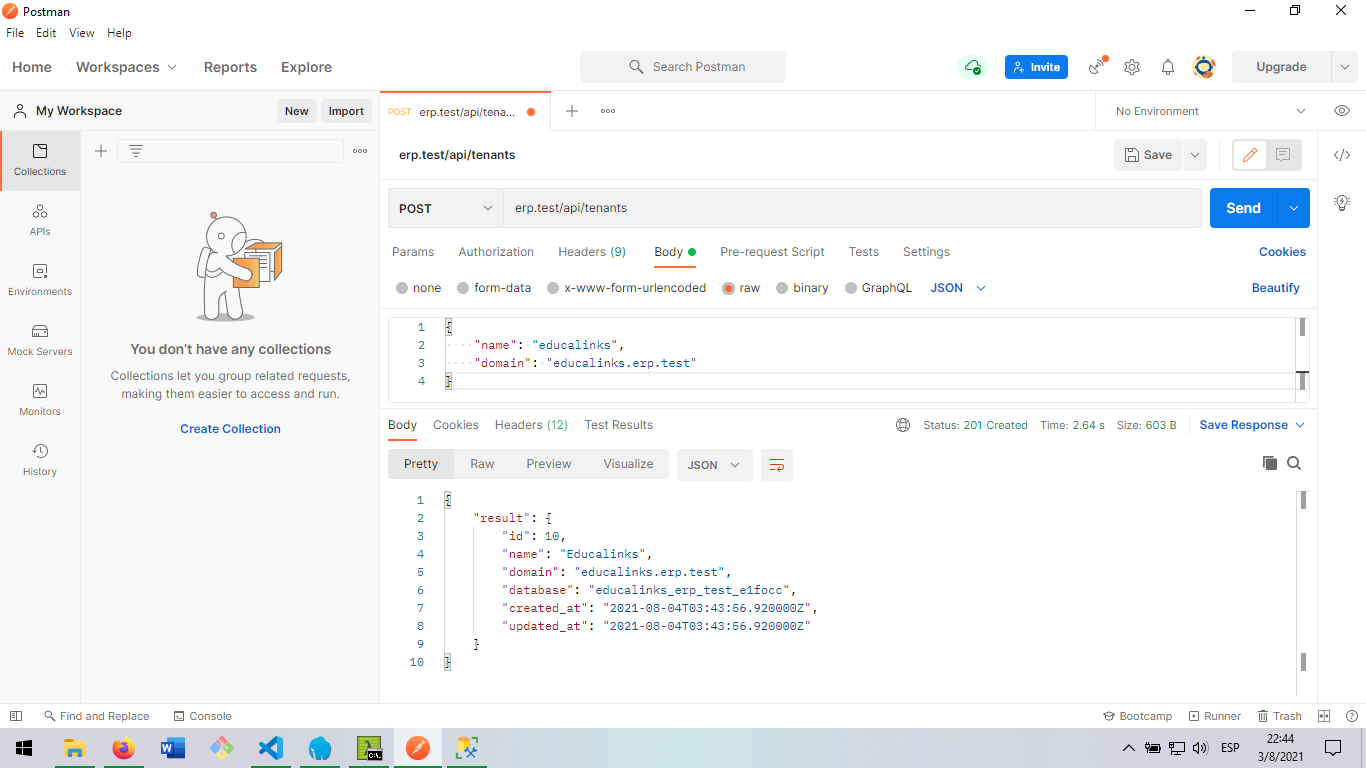 Postman
File Edit View Help
Home Workspaces Reports Explore Search Postman Invite Upgrade
My Workspace New Import POST erp.test/api/tena... No Environment
Collections
APIs
Environments
Mock Servers
Monitors
History
You don't have any collections
Collections let you group related requests,
making them easier to access and run.
Create Collection
erp.test/api/tenants Save
POST erp.test/api/tenants Send
Params Authorization Headers (9) Body Pre-request Script Tests Settings Cookies
none form-data x-www-form-urlencoded raw binary GraphQL JSON Beautify
1 {
2 "name": "educalinks",
3 "domain": "educalinks.erp.test"
4 }
Body Cookies Headers (12) Test Results Status: 201 Created Time: 2.64 s Size: 603 B Save Response
Pretty Raw Preview Visualize JSON
1 {
2 "result": {
3 "id": 10,
4 "name": "Educalinks",
5 "domain": "educalinks.erp.test",
6 "database": "educalinks_erp_test_e1focc",
7 "created_at": "2021-08-04T03:43:56.920000Z",
8 "updated_at": "2021-08-04T03:43:56.920000Z"
9 }
10 }
Find and Replace Console Bootcamp Runner Trash
ESP 22:44
3/8/2021